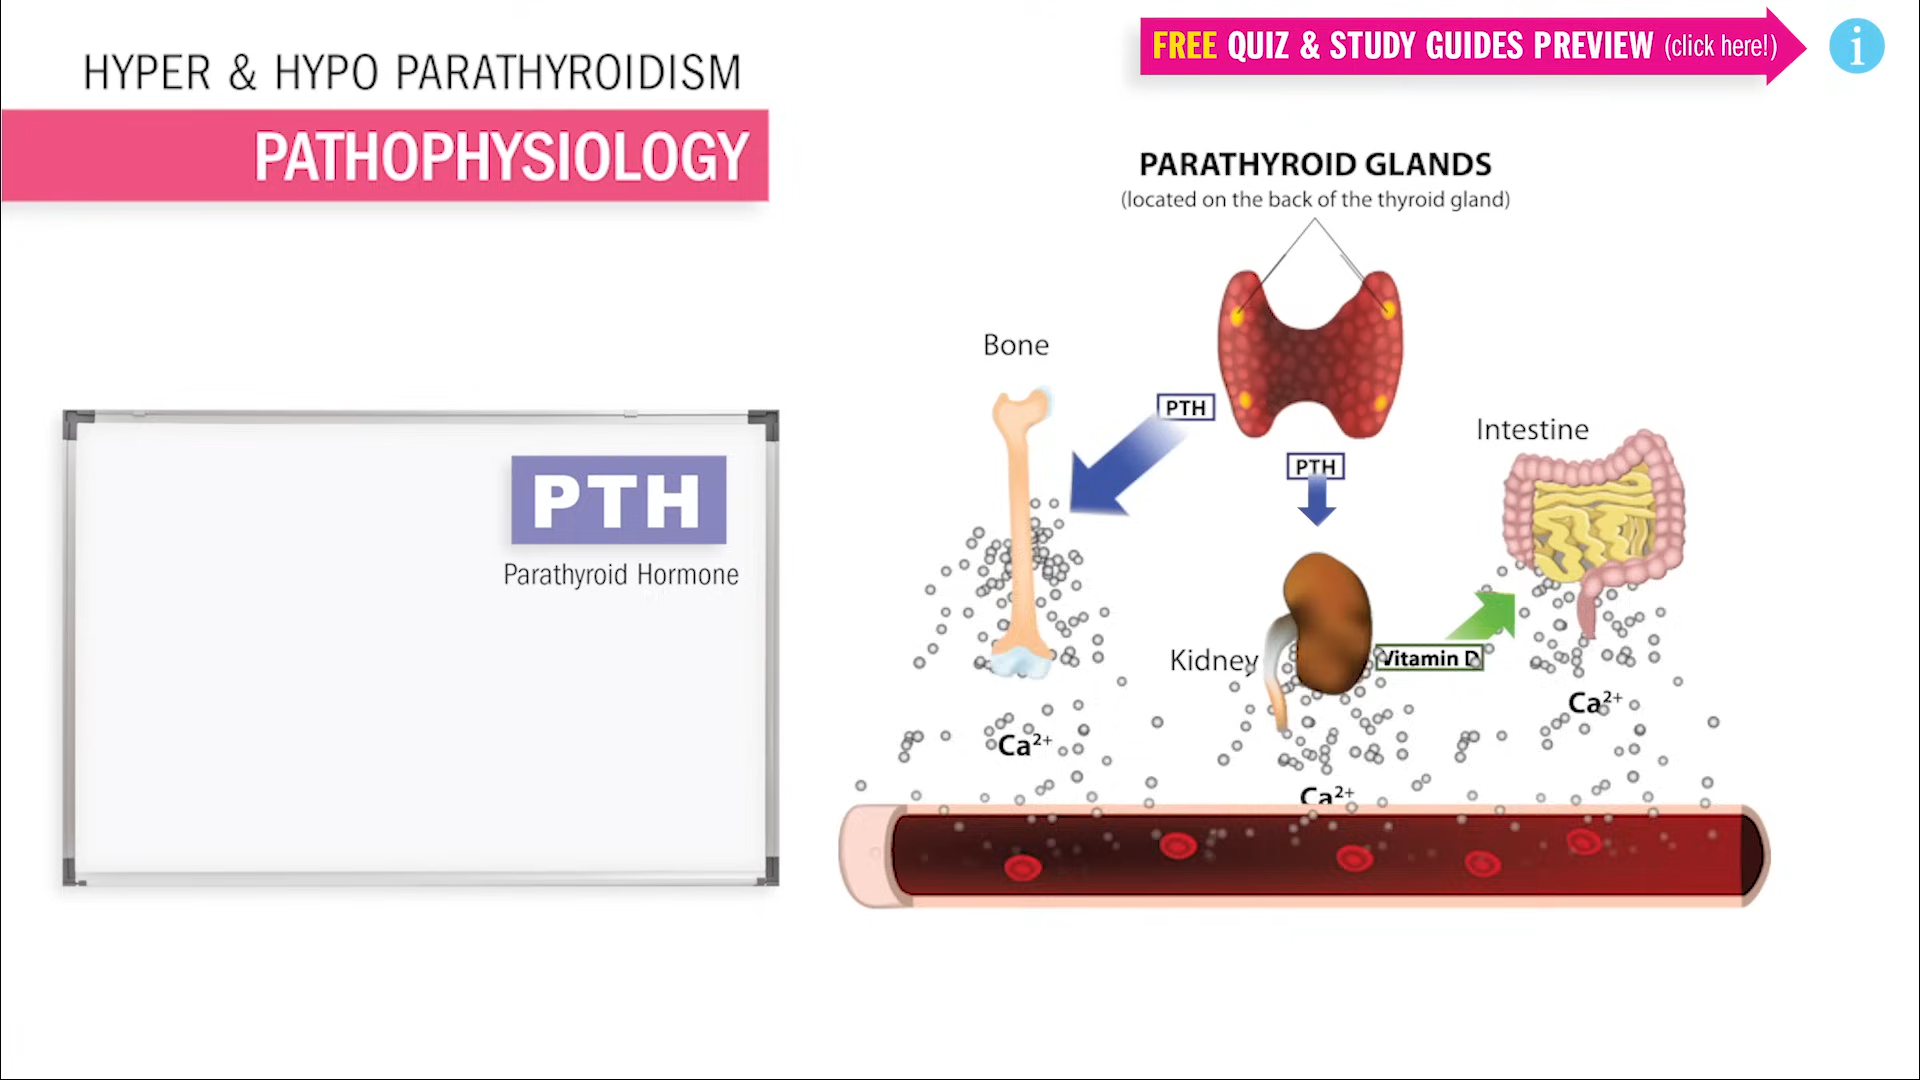 HYPER & HYPO PARATHYROIDISM
PATHOPHYSIOLOGY
FREE QUIZ & STUDY GUIDES PREVIEW (click here!)
i
PARATHYROID GLANDS
(located on the back of the thyroid gland)
Bone
PTH
PTH
Intestine
PTH
Parathyroid Hormone
Kidney
Vitamin D
Ca²⁺
Ca²⁺
Ca²⁺